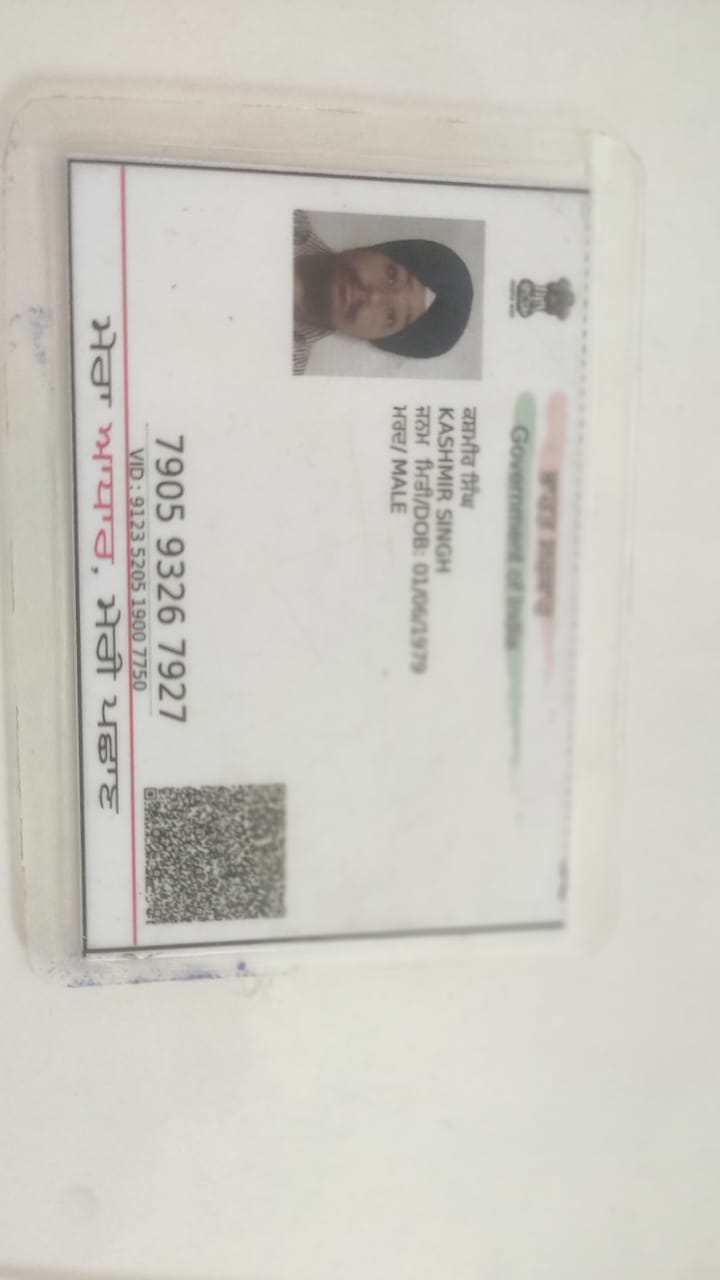 ਭਾਰਤ ਸਰਕਾਰ
Government of India
ਕਸ਼ਮੀਰ ਸਿੰਘ
KASHMIR SINGH
ਜਨਮ ਮਿਤੀ/DOB: 01/06/1979
ਮਰਦ/ MALE
7905 9326 7927
VID : 9123 5205 1900 7750
ਮੇਰਾ ਆਧਾਰ, ਮੇਰੀ ਪਛਾਣ